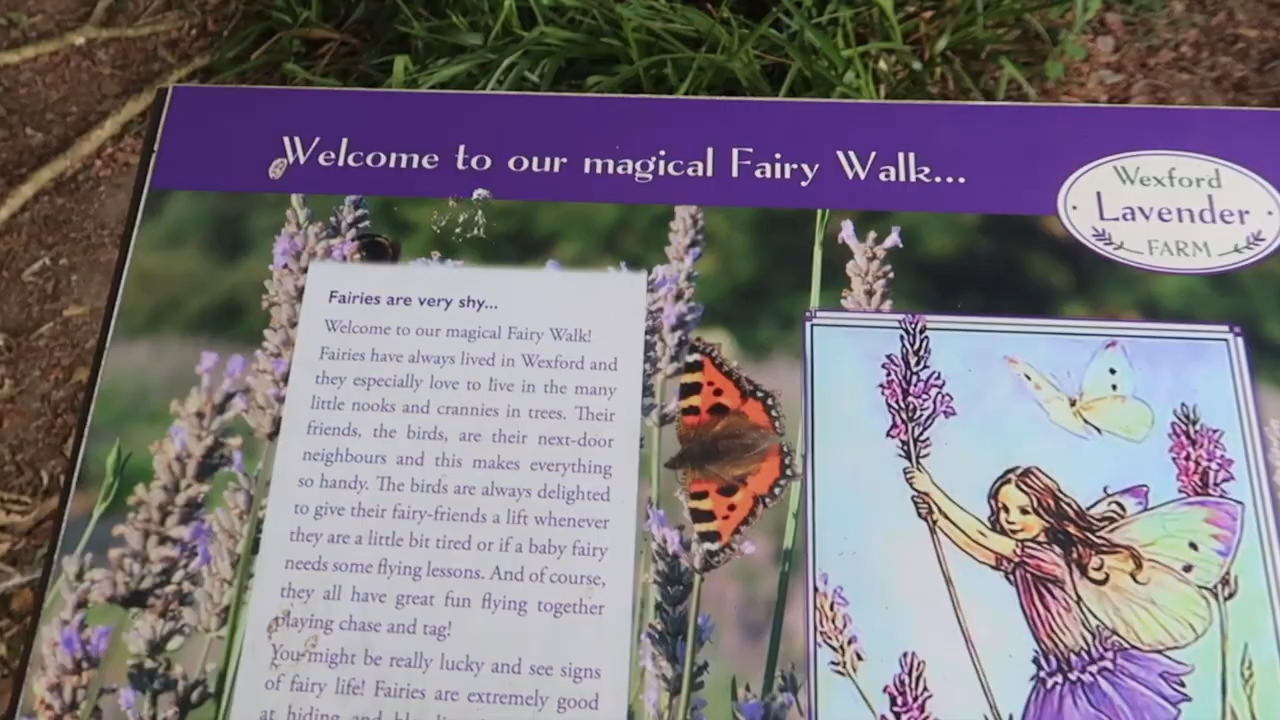 Welcome to our magical Fairy Walk...
Wexford
Lavender
FARM
Fairies are very shy...
Welcome to our magical Fairy Walk!
Fairies have always lived in Wexford and
they especially love to live in the many
little nooks and crannies in trees. Their
friends, the birds, are their next-door
neighbours and this makes everything
so handy. The birds are always delighted
to give their fairy-friends a lift whenever
they are a little bit tired or if a baby fairy
needs some flying lessons. And of course,
they all have great fun flying together
playing chase and tag!
You might be really lucky and see signs
of fairy life! Fairies are extremely good
at hiding and